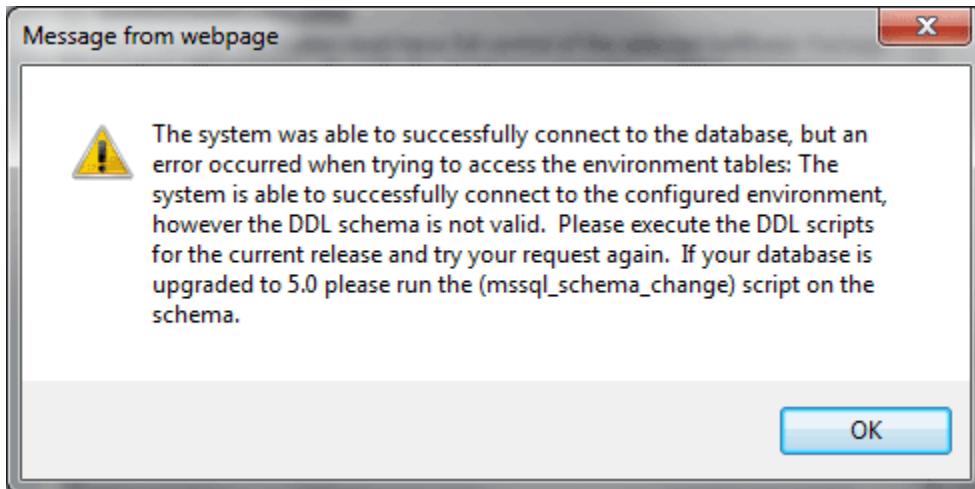 Message from webpage
The system was able to successfully connect to the database, but an
error occurred when trying to access the environment tables: The
system is able to successfully connect to the configured environment,
however the DDL schema is not valid.  Please execute the DDL scripts
for the current release and try your request again.  If your database is
upgraded to 5.0 please run the (mssql_schema_change) script on the
schema.
OK